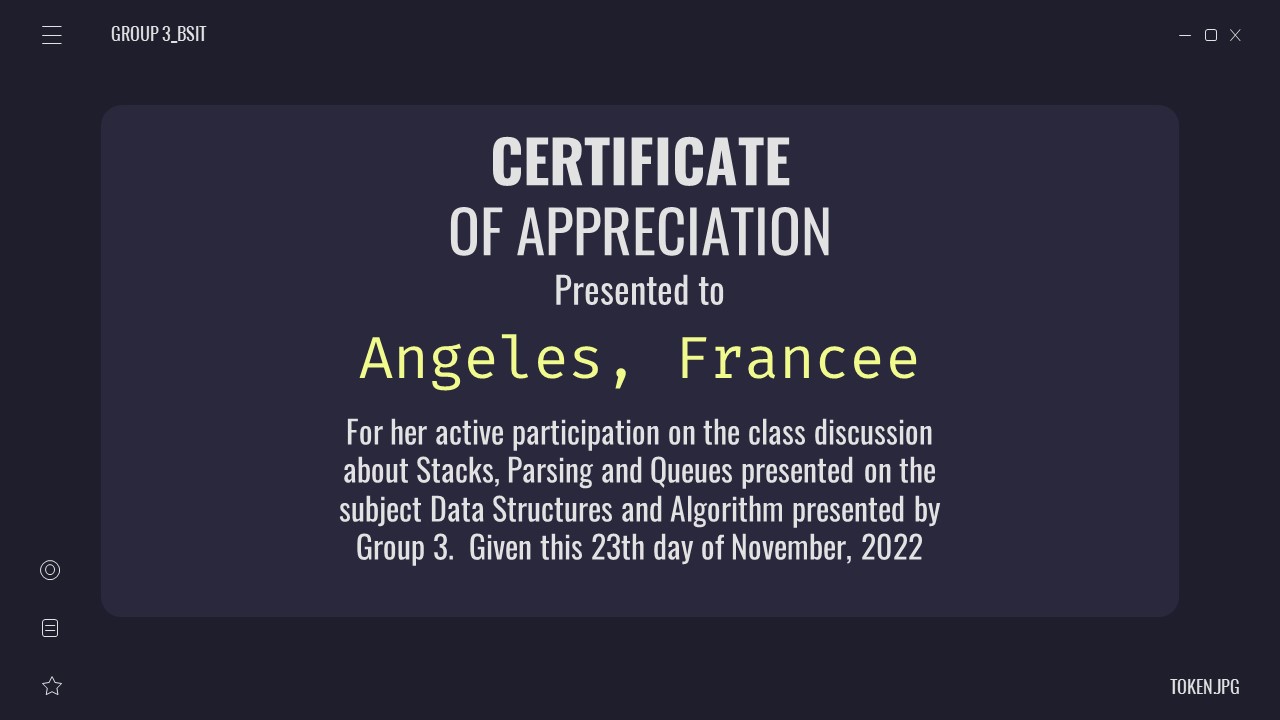 GROUP 3_BSIT
CERTIFICATE
OF APPRECIATION
Presented to
Angeles, Francee
For her active participation on the class discussion
about Stacks, Parsing and Queues presented on the
subject Data Structures and Algorithm presented by
Group 3. Given this 23th day of November, 2022
TOKEN.JPG